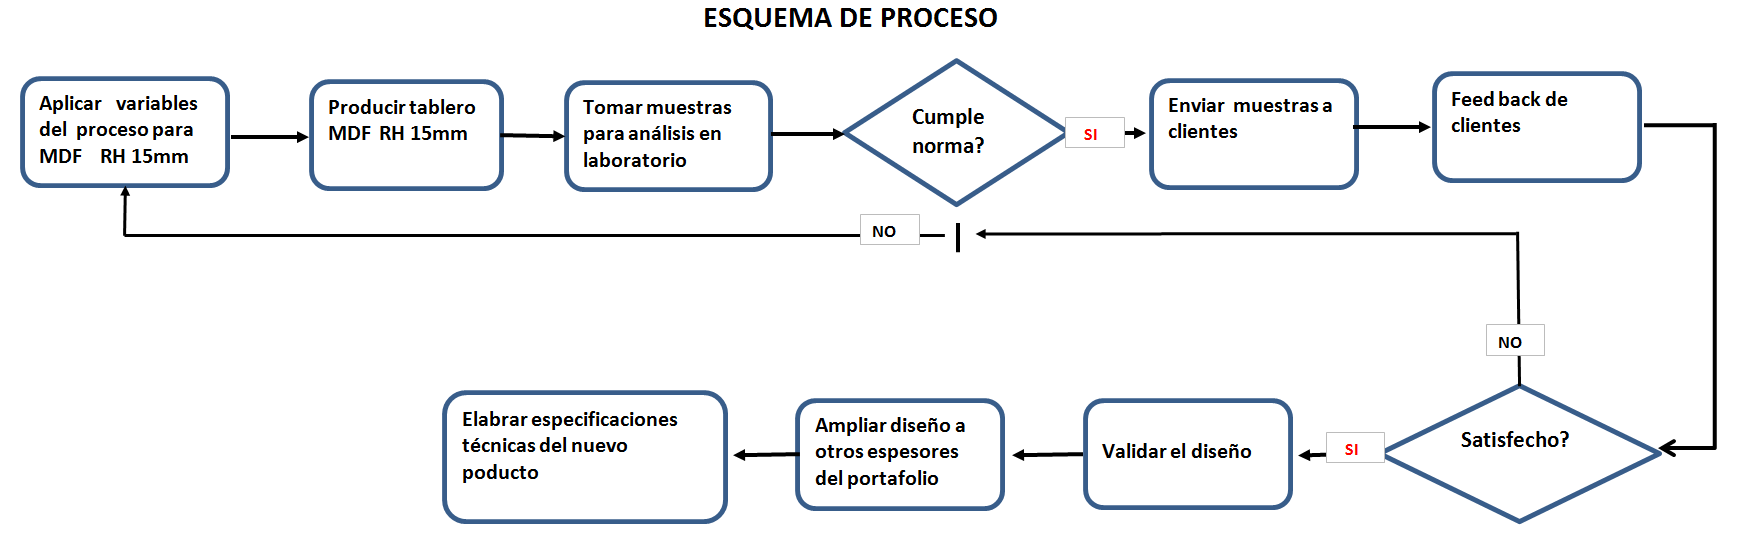 ESQUEMA DE PROCESO
Aplicar variables
del proceso para
MDF RH 15mm
Producir tablero
MDF RH 15mm
Tomar muestras
para análisis en
laboratorio
Cumple
norma?
SI
Enviar muestras a
clientes
Feed back de
clientes
NO
NO
Satisfecho?
SI
Validar el diseño
Ampliar diseño a
otros espesores
del portafolio
Elabrar especificaciones
técnicas del nuevo
poducto